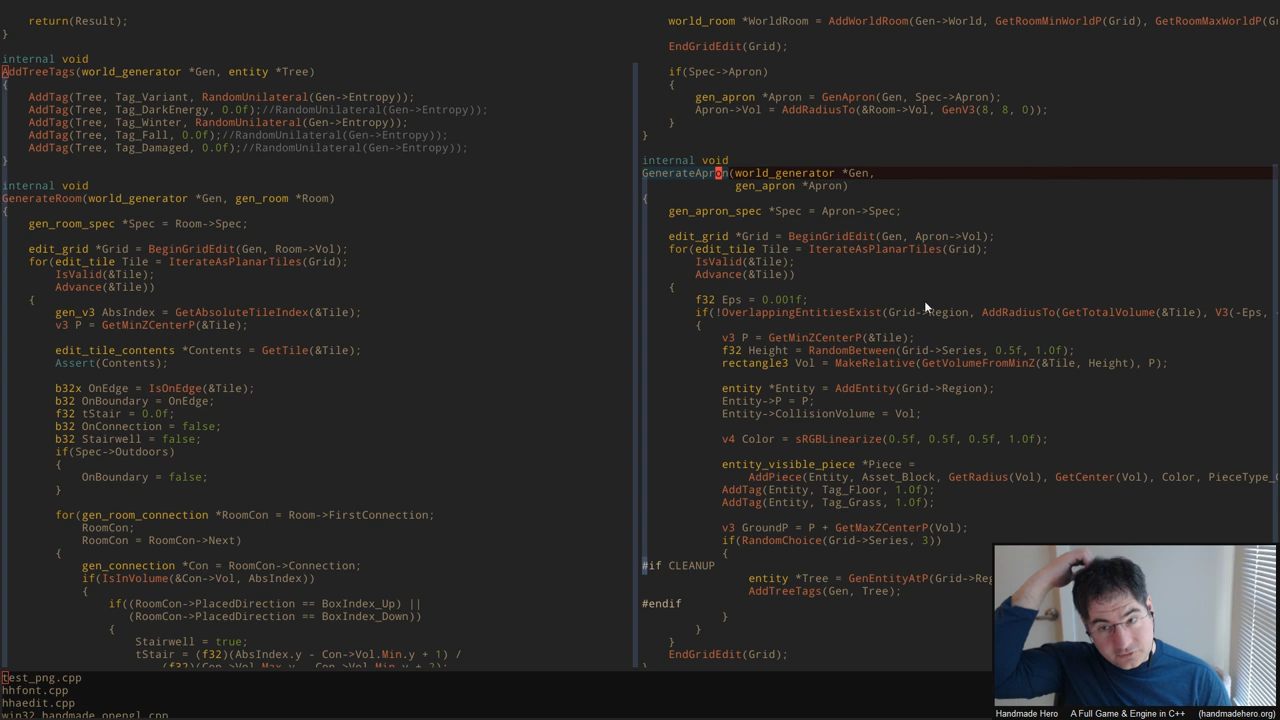 return(Result);
}

internal void
AddTreeTags(world_generator *Gen, entity *Tree)
{
    AddTag(Tree, Tag_Variant, RandomUnilateral(Gen->Entropy));
    AddTag(Tree, Tag_DarkEnergy, 0.0f);//RandomUnilateral(Gen->Entropy);
    AddTag(Tree, Tag_Winter, RandomUnilateral(Gen->Entropy));
    AddTag(Tree, Tag_Fall, 0.0f);//RandomUnilateral(Gen->Entropy);
    AddTag(Tree, Tag_Damaged, 0.0f);//RandomUnilateral(Gen->Entropy);
}

internal void
GenerateRoom(world_generator *Gen, gen_room *Room)
{
    gen_room_spec *Spec = Room->Spec;

    edit_grid *Grid = BeginGridEdit(Gen, Room->Vol);
    for(edit_tile Tile = IterateAsPlanarTiles(Grid);
        IsValid(&Tile);
        Advance(&Tile))
    {
        gen_v3 AbsIndex = GetAbsoluteTileIndex(&Tile);
        v3 P = GetMinZCenterP(&Tile);

        edit_tile_contents *Contents = GetTile(&Tile);
        Assert(Contents);

        b32x OnEdge = IsOnEdge(&Tile);
        b32 OnBoundary = OnEdge;
        f32 tStair = 0.0f;
        b32 OnConnection = false;
        b32 Stairwell = false;
        if(Spec->Outdoors)
        {
            OnBoundary = false;
        }

        for(gen_room_connection *RoomCon = Room->FirstConnection;
            RoomCon;
            RoomCon = RoomCon->Next)
        {
            gen_connection *Con = RoomCon->Connection;
            if(IsInVolume(&Con->Vol, AbsIndex))
            {
                if((RoomCon->PlacedDirection == BoxIndex_Up) ||
                   (RoomCon->PlacedDirection == BoxIndex_Down))
                {
                    Stairwell = true;
                    tStair = (f32)(AbsIndex.y - Con->Vol.Min.y + 1) /
                        (f32)(Con->Vol.Max.y - Con->Vol.Min.y + 2);
    world_room *WorldRoom = AddWorldRoom(Gen->World, GetRoomMinWorldP(Grid), GetRoomMaxWorldP(G

    EndGridEdit(Grid);

    if(Spec->Apron)
    {
        gen_apron *Apron = GenApron(Gen, Spec->Apron);
        Apron->Vol = AddRadiusTo(&Room->Vol, GenV3(8, 8, 0));
    }
}

internal void
GenerateApron(world_generator *Gen,
              gen_apron *Apron)
{
    gen_apron_spec *Spec = Apron->Spec;

    edit_grid *Grid = BeginGridEdit(Gen, Apron->Vol);
    for(edit_tile Tile = IterateAsPlanarTiles(Grid);
        IsValid(&Tile);
        Advance(&Tile))
    {
        f32 Eps = 0.001f;
        if(!OverlappingEntitiesExist(Grid->Region, AddRadiusTo(GetTotalVolume(&Tile), V3(-Eps, -
        {
            v3 P = GetMinZCenterP(&Tile);
            f32 Height = RandomBetween(Grid->Series, 0.5f, 1.0f);
            rectangle3 Vol = MakeRelative(GetVolumeFromMinZ(&Tile, Height), P);

            entity *Entity = AddEntity(Grid->Region);
            Entity->P = P;
            Entity->CollisionVolume = Vol;

            v4 Color = sRGBLinearize(0.5f, 0.5f, 0.5f, 1.0f);

            entity_visible_piece *Piece =
                AddPiece(Entity, Asset_Block, GetRadius(Vol), GetCenter(Vol), Color, PieceType_C
            AddTag(Entity, Tag_Floor, 1.0f);
            AddTag(Entity, Tag_Grass, 1.0f);

            v3 GroundP = P + GetMaxZCenterP(Vol);
            if(RandomChoice(Grid->Series, 3))
            {
#if CLEANUP
                entity *Tree = GenEntityAtP(Grid->Reg
                AddTreeTags(Gen, Tree);
#endif
            }
        }
    }
    EndGridEdit(Grid);
}
test_png.cpp
hhfont.cpp
hhaedit.cpp
win32_handmade_opengl.cpp
Handmade Hero A Full Game & Engine in C++ (handmadehero.org)